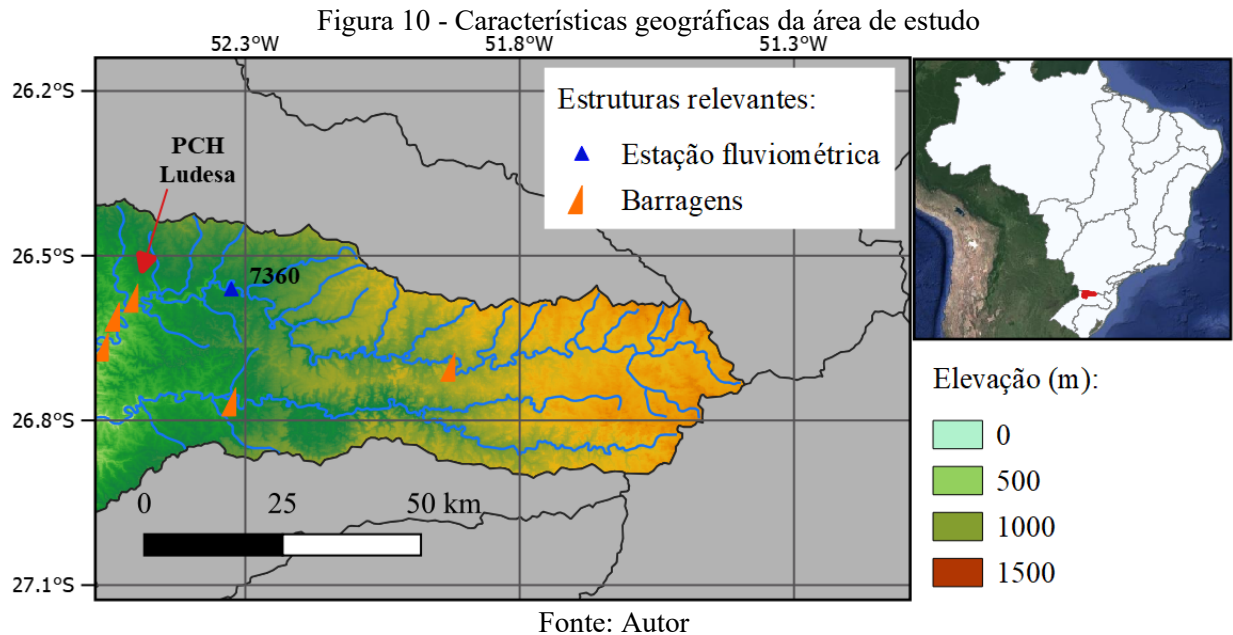 Figura 10 - Características geográficas da área de estudo
52.3°W 51.8°W 51.3°W
26.2°S
26.5°S
26.8°S
27.1°S
PCH
Ludesa
7360
Estruturas relevantes:
Estação fluviométrica
Barragens
0 25 50 km
Elevação (m):
0
500
1000
1500
Fonte: Autor